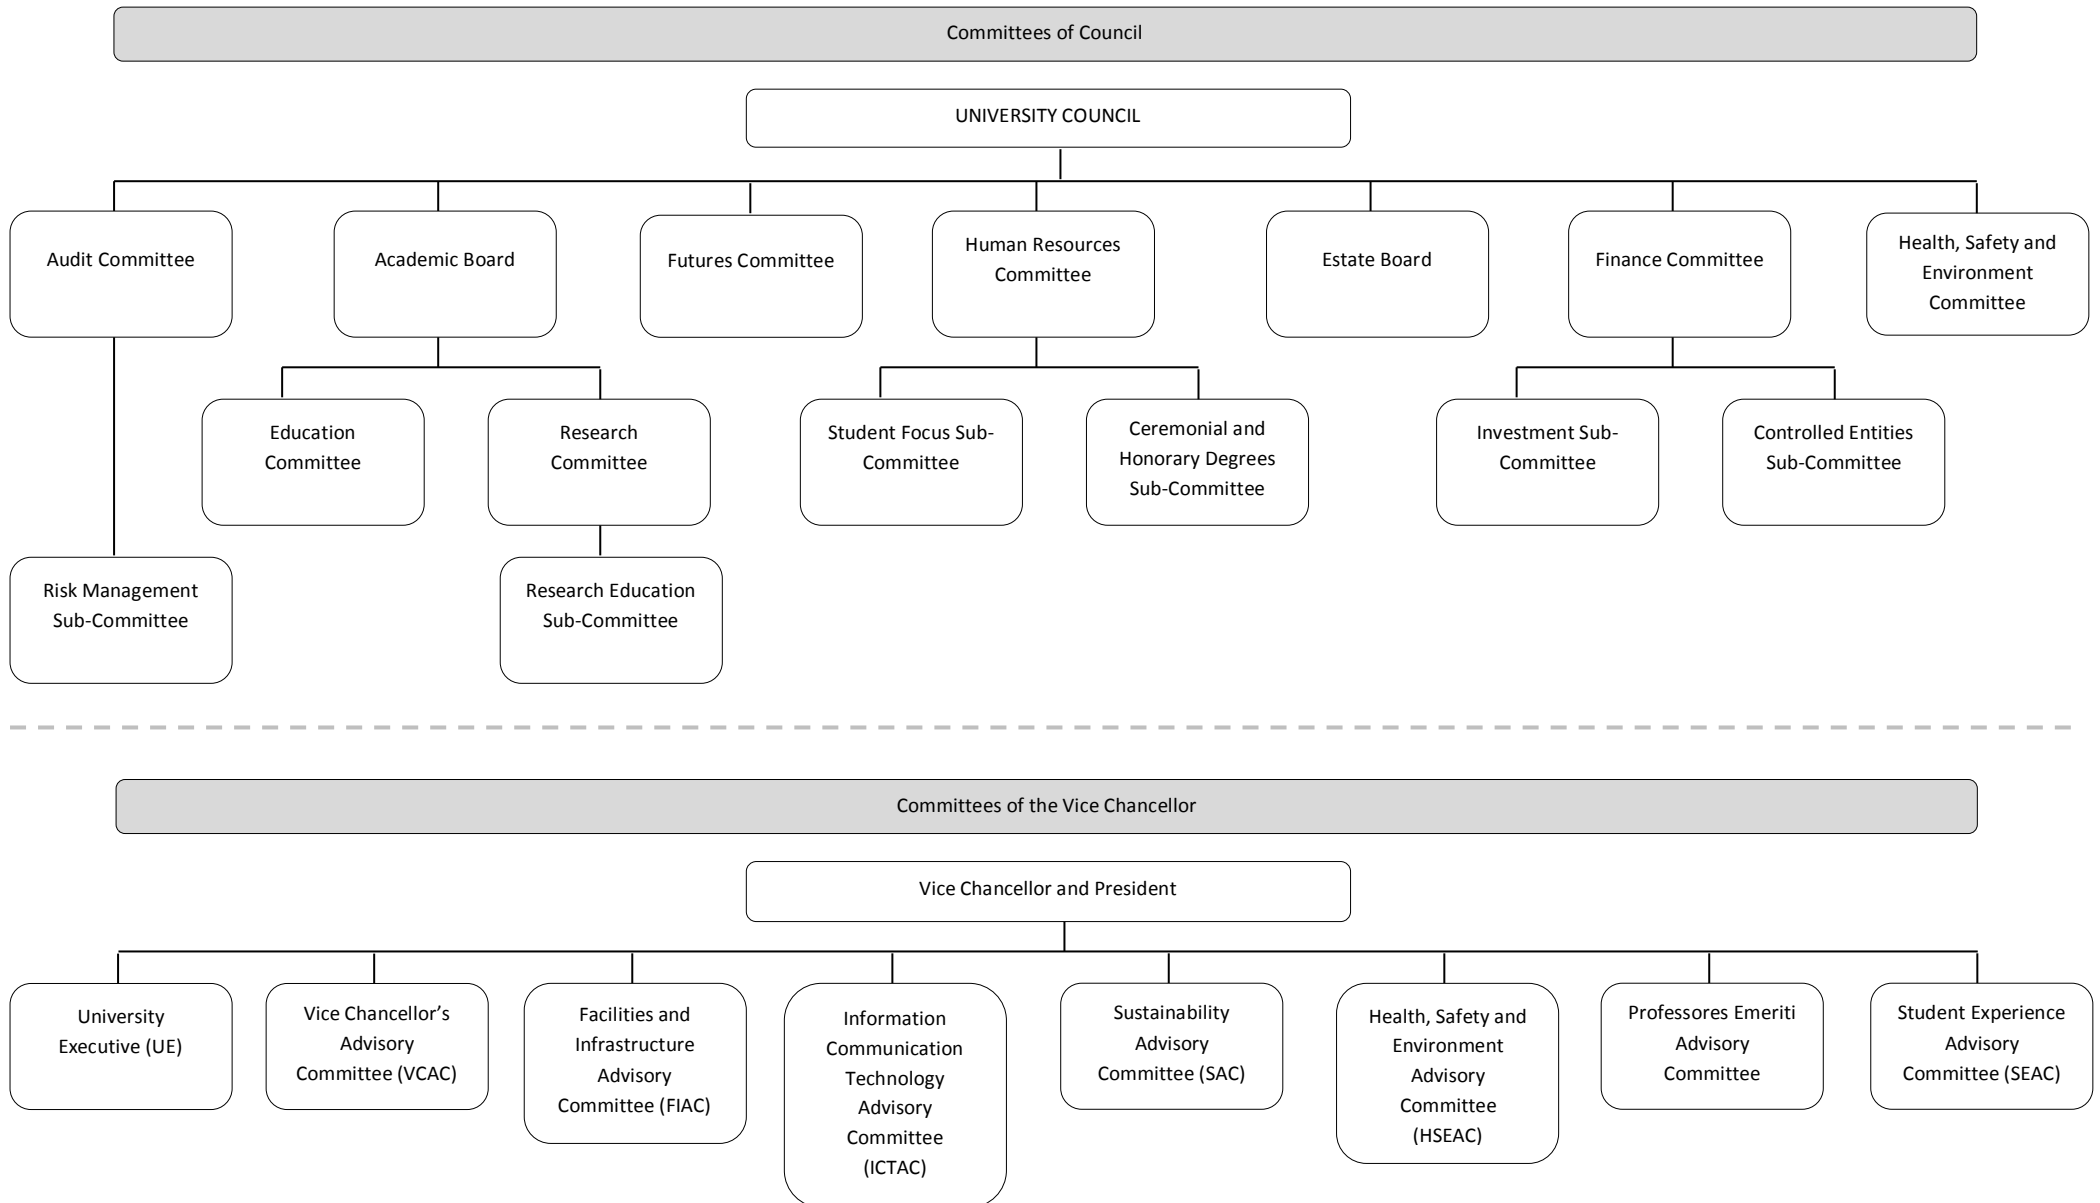 Committees of Council
UNIVERSITY COUNCIL
Audit Committee
Academic Board
Futures Committee
Human Resources
Committee
Estate Board
Finance Committee
Health, Safety and
Environment
Committee
Education
Committee
Research
Committee
Student Focus Sub-
Committee
Ceremonial and
Honorary Degrees
Sub-Committee
Investment Sub-
Committee
Controlled Entities
Sub-Committee
Risk Management
Sub-Committee
Research Education
Sub-Committee
Committees of the Vice Chancellor
Vice Chancellor and President
University
Executive (UE)
Vice Chancellor’s
Advisory
Committee (VCAC)
Facilities and
Infrastructure
Advisory
Committee (FIAC)
Information
Communication
Technology
Advisory
Committee
(ICTAC)
Sustainability
Advisory
Committee (SAC)
Health, Safety and
Environment
Advisory
Committee
(HSEAC)
Professores Emeriti
Advisory
Committee
Student Experience
Advisory
Committee (SEAC)